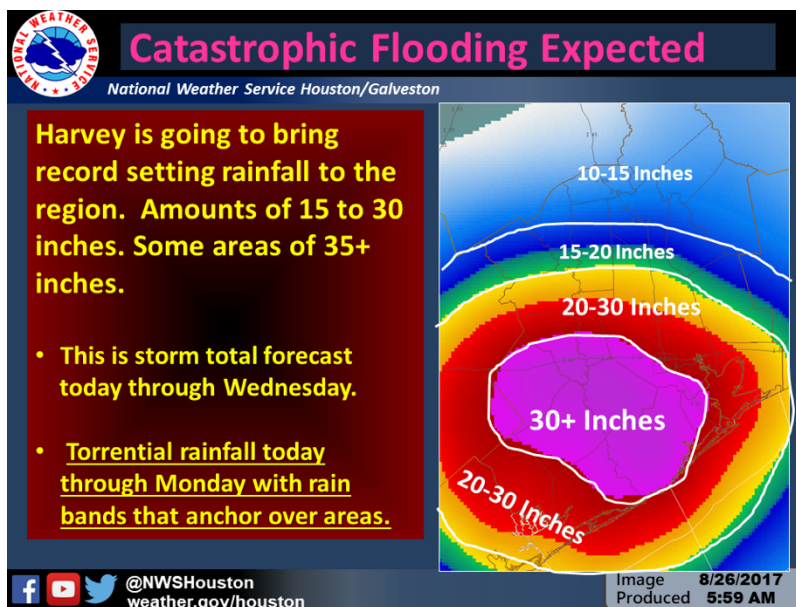 NATIONAL WEATHER SERVICE
Catastrophic Flooding Expected
National Weather Service Houston/Galveston
Harvey is going to bring
record setting rainfall to the
region. Amounts of 15 to 30
inches. Some areas of 35+
inches.
• This is storm total forecast
today through Wednesday.
• Torrential rainfall today
through Monday with rain
bands that anchor over areas.
10-15 Inches
15-20 Inches
20-30 Inches
30+ Inches
20-30 Inches
@NWSHouston
weather.gov/houston
Image 8/26/2017
Produced 5:59 AM